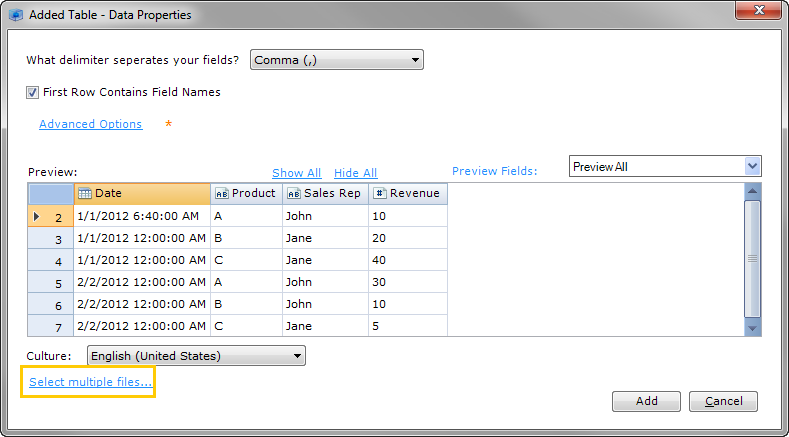 Added Table - Data Properties
What delimiter seperates your fields? Comma (,)
First Row Contains Field Names
Advanced Options *
Preview: Show All Hide All Preview Fields: Preview All
Date Product Sales Rep Revenue
2 1/1/2012 6:40:00 AM A John 10
3 1/1/2012 12:00:00 AM B Jane 20
4 1/1/2012 12:00:00 AM C Jane 40
5 2/2/2012 12:00:00 AM A John 30
6 2/2/2012 12:00:00 AM B John 10
7 2/2/2012 12:00:00 AM C Jane 5
Culture: English (United States)
Select multiple files...
Add Cancel